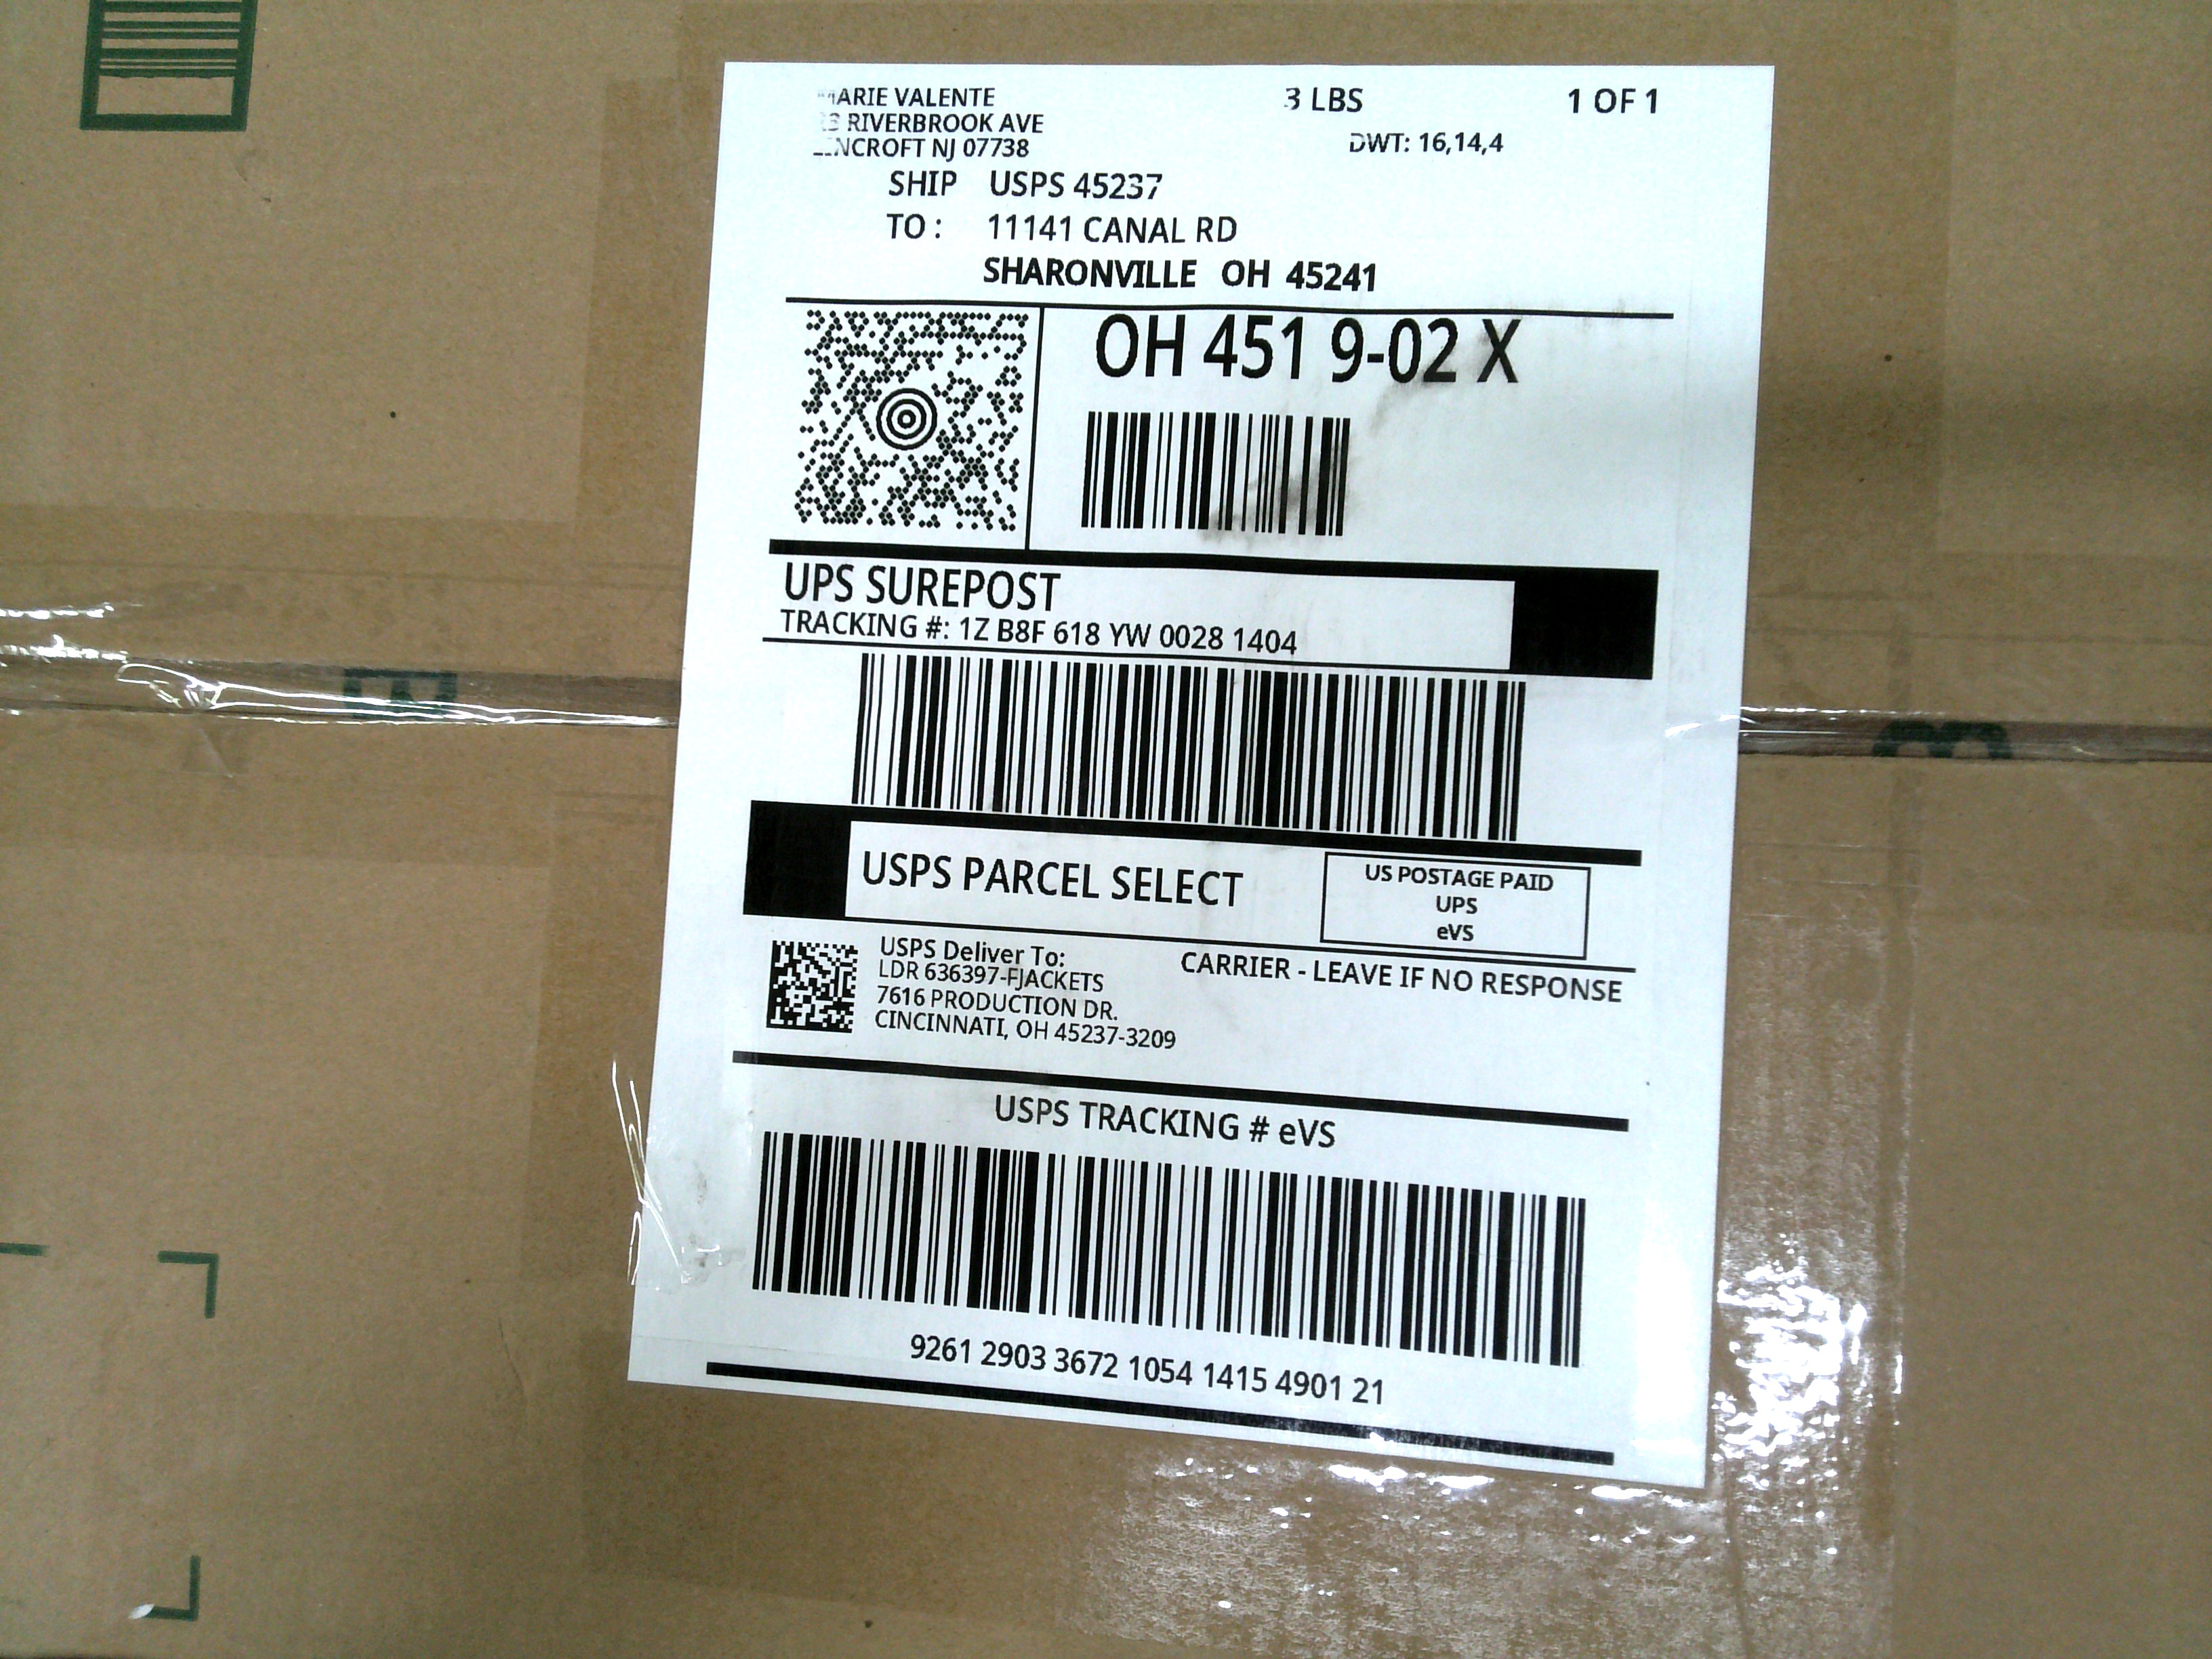 MARIE VALENTE
RIVERBROOK AVE
NJ 07738
3 LBS
1 OF 1
DWT: 16,14,4
SHIP USPS 45237
TO : 11141 CANAL RD
SHARONVILLE OH 45241
OH 451 9-02 X
UPS SUREPOST
TRACKING #: 1Z B8F 618 YW 0028 1404
USPS PARCEL SELECT
US POSTAGE PAID
UPS
eVS
USPS Deliver To:
LDR 636397-FJACKETS
7616 PRODUCTION DR.
CINCINNATI, OH 45237-3209
CARRIER - LEAVE IF NO RESPONSE
USPS TRACKING # eVS
9261 2903 3672 1054 1415 4901 21